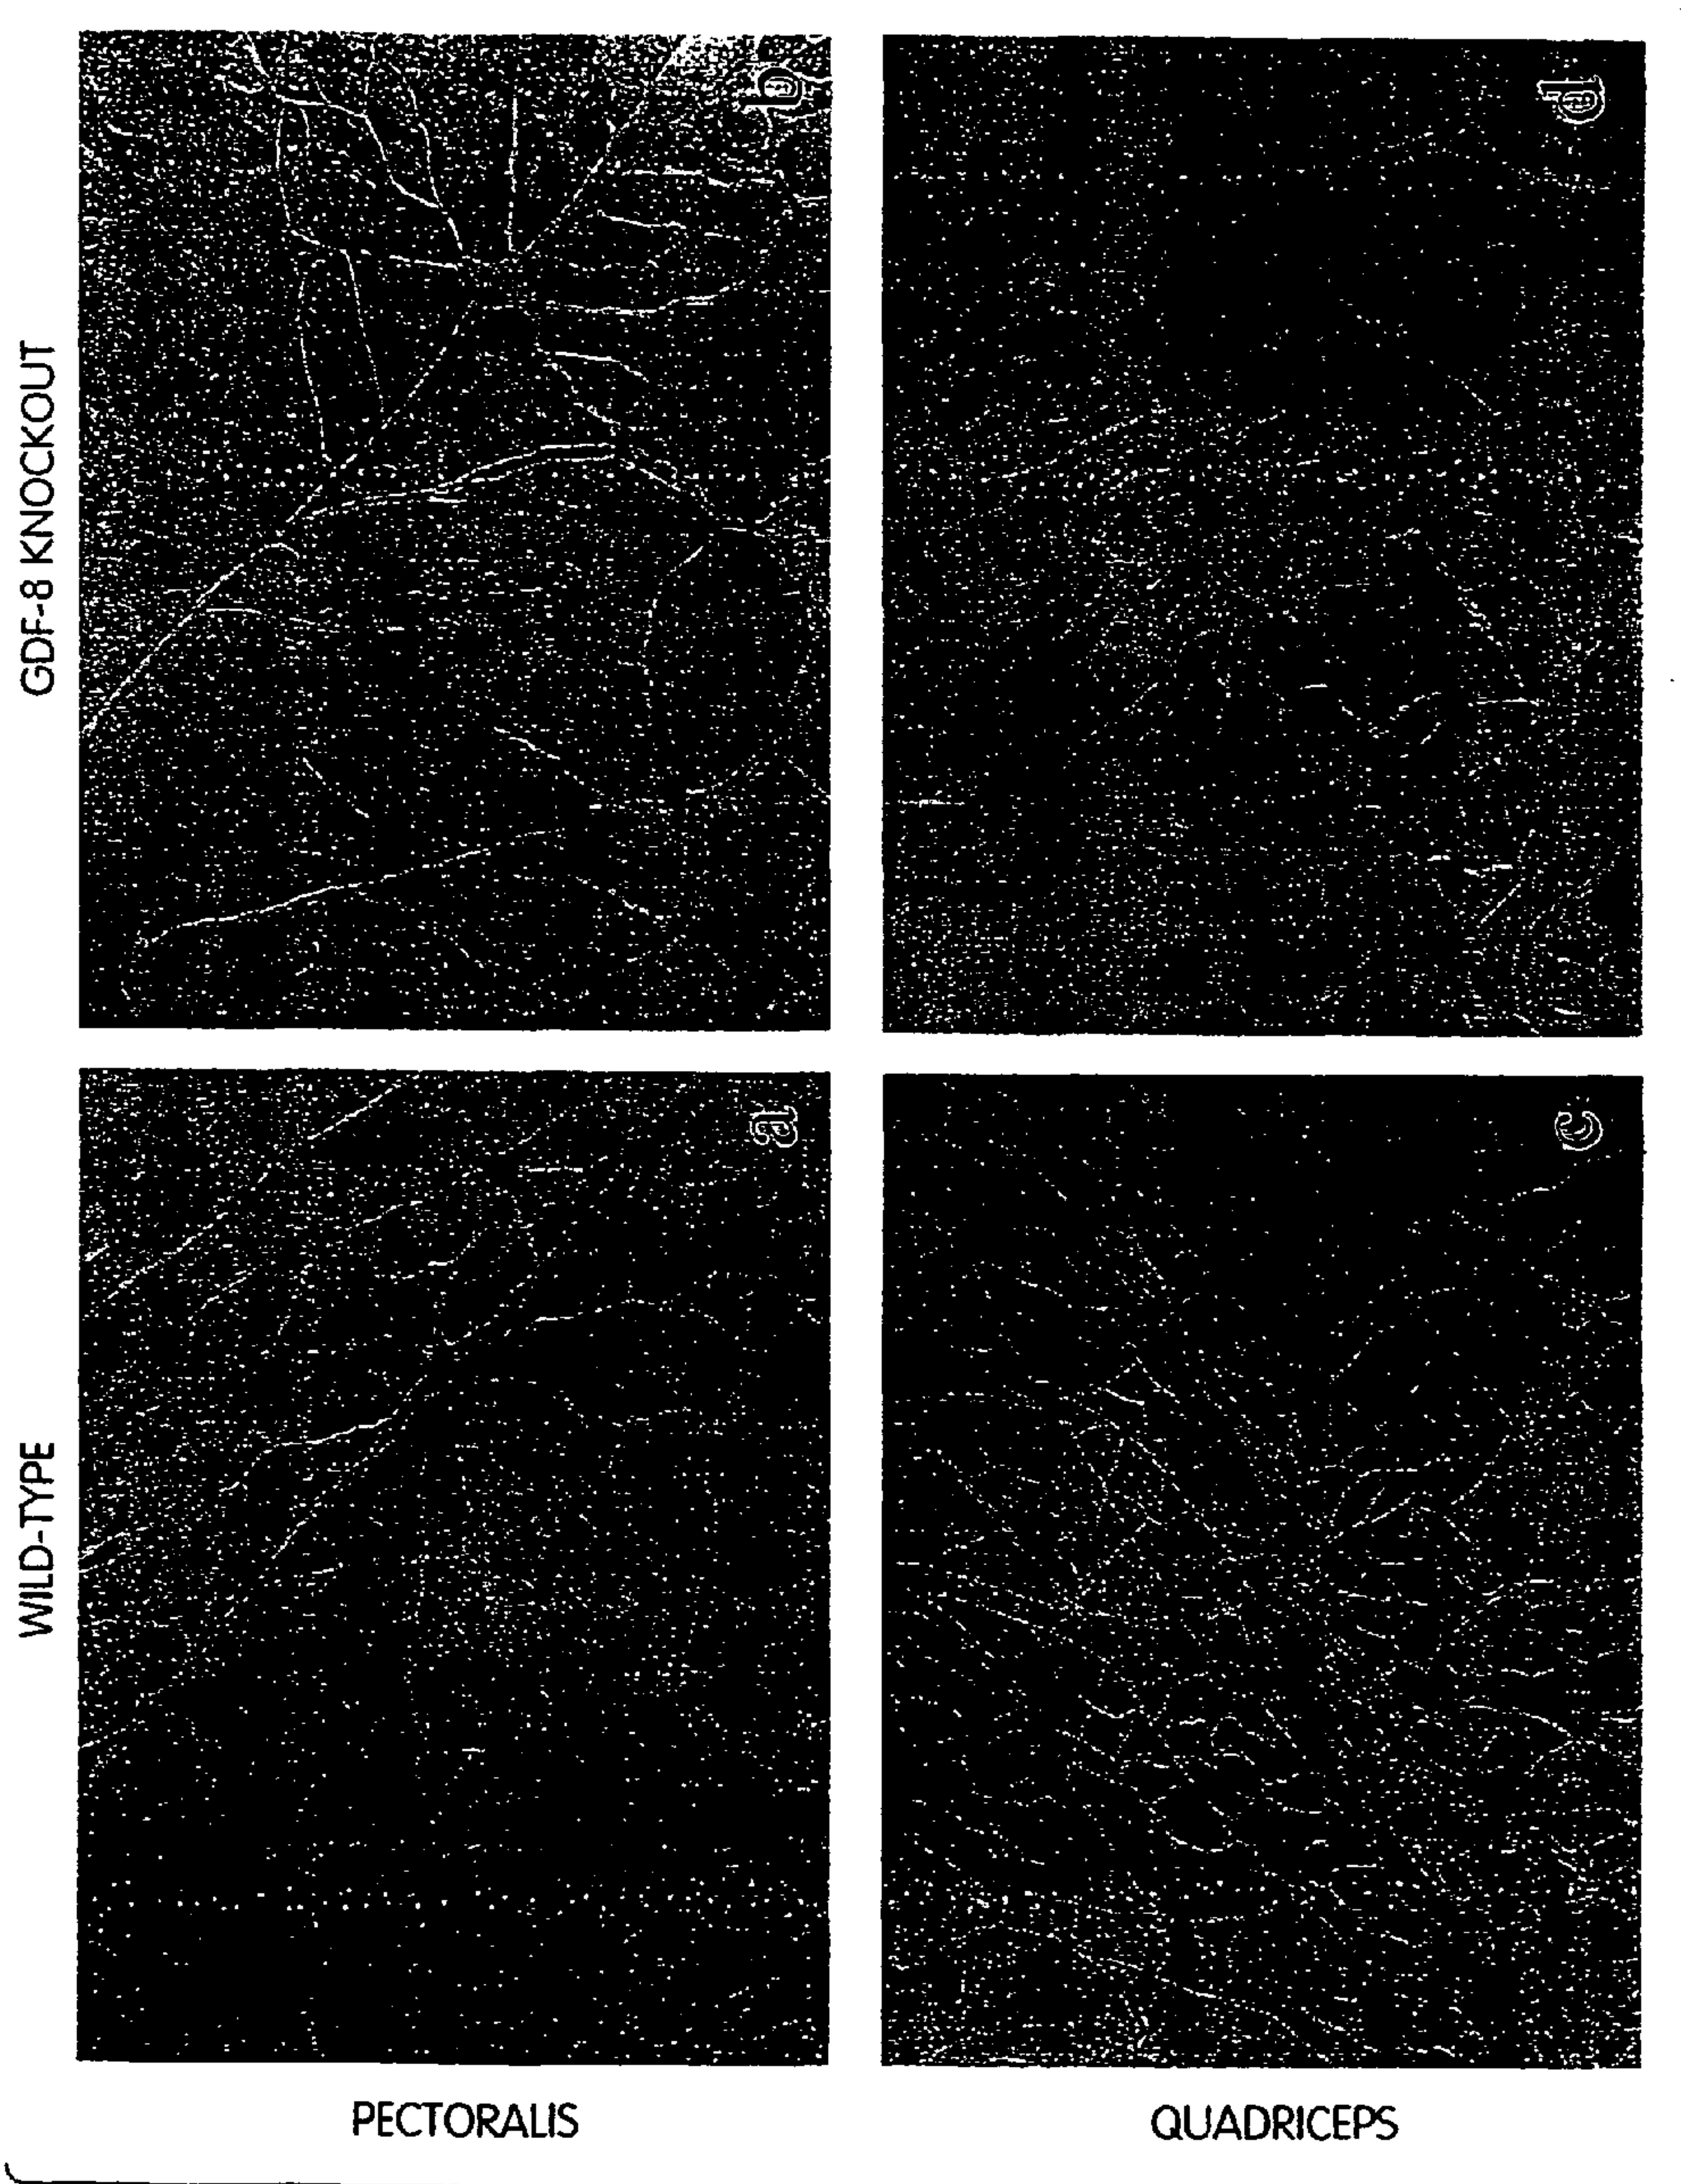 GDF-8 KNOCKOUT
b
d
WILD-TYPE
a
c
PECTORALIS
QUADRICEPS